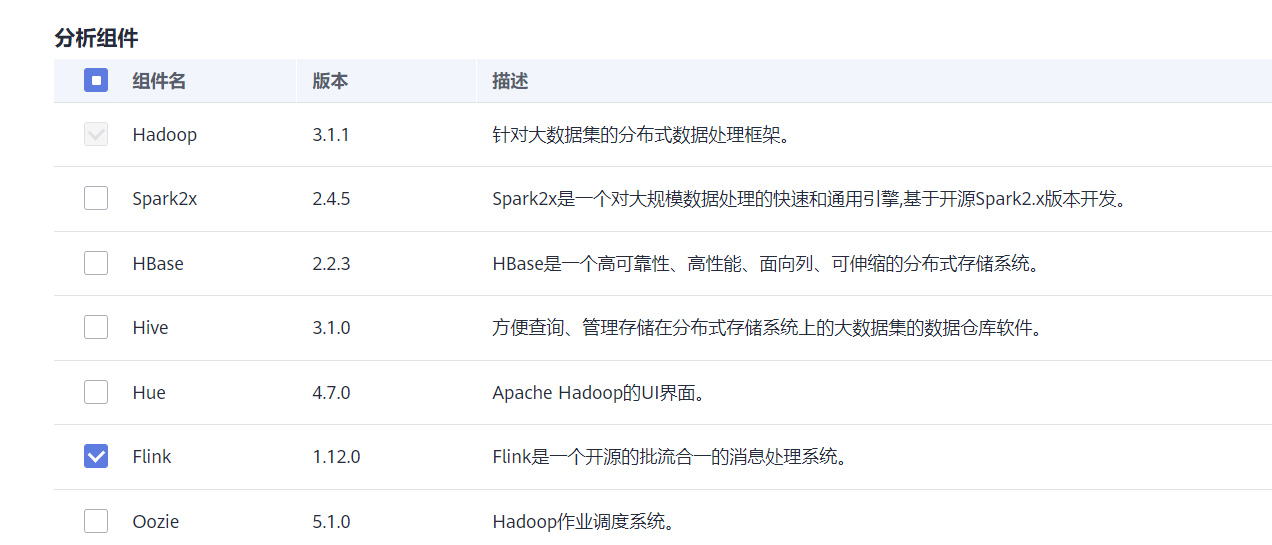 分析组件
组件名 版本 描述
Hadoop 3.1.1 针对大数据集的分布式数据处理框架。
Spark2x 2.4.5 Spark2x是一个对大规模数据处理的快速和通用引擎,基于开源Spark2.x版本开发。
HBase 2.2.3 HBase是一个高可靠性、高性能、面向列、可伸缩的分布式存储系统。
Hive 3.1.0 方便查询、管理存储在分布式存储系统上的大数据集的数据仓库软件。
Hue 4.7.0 Apache Hadoop的UI界面。
Flink 1.12.0 Flink是一个开源的批流合一的消息处理系统。
Oozie 5.1.0 Hadoop作业调度系统。